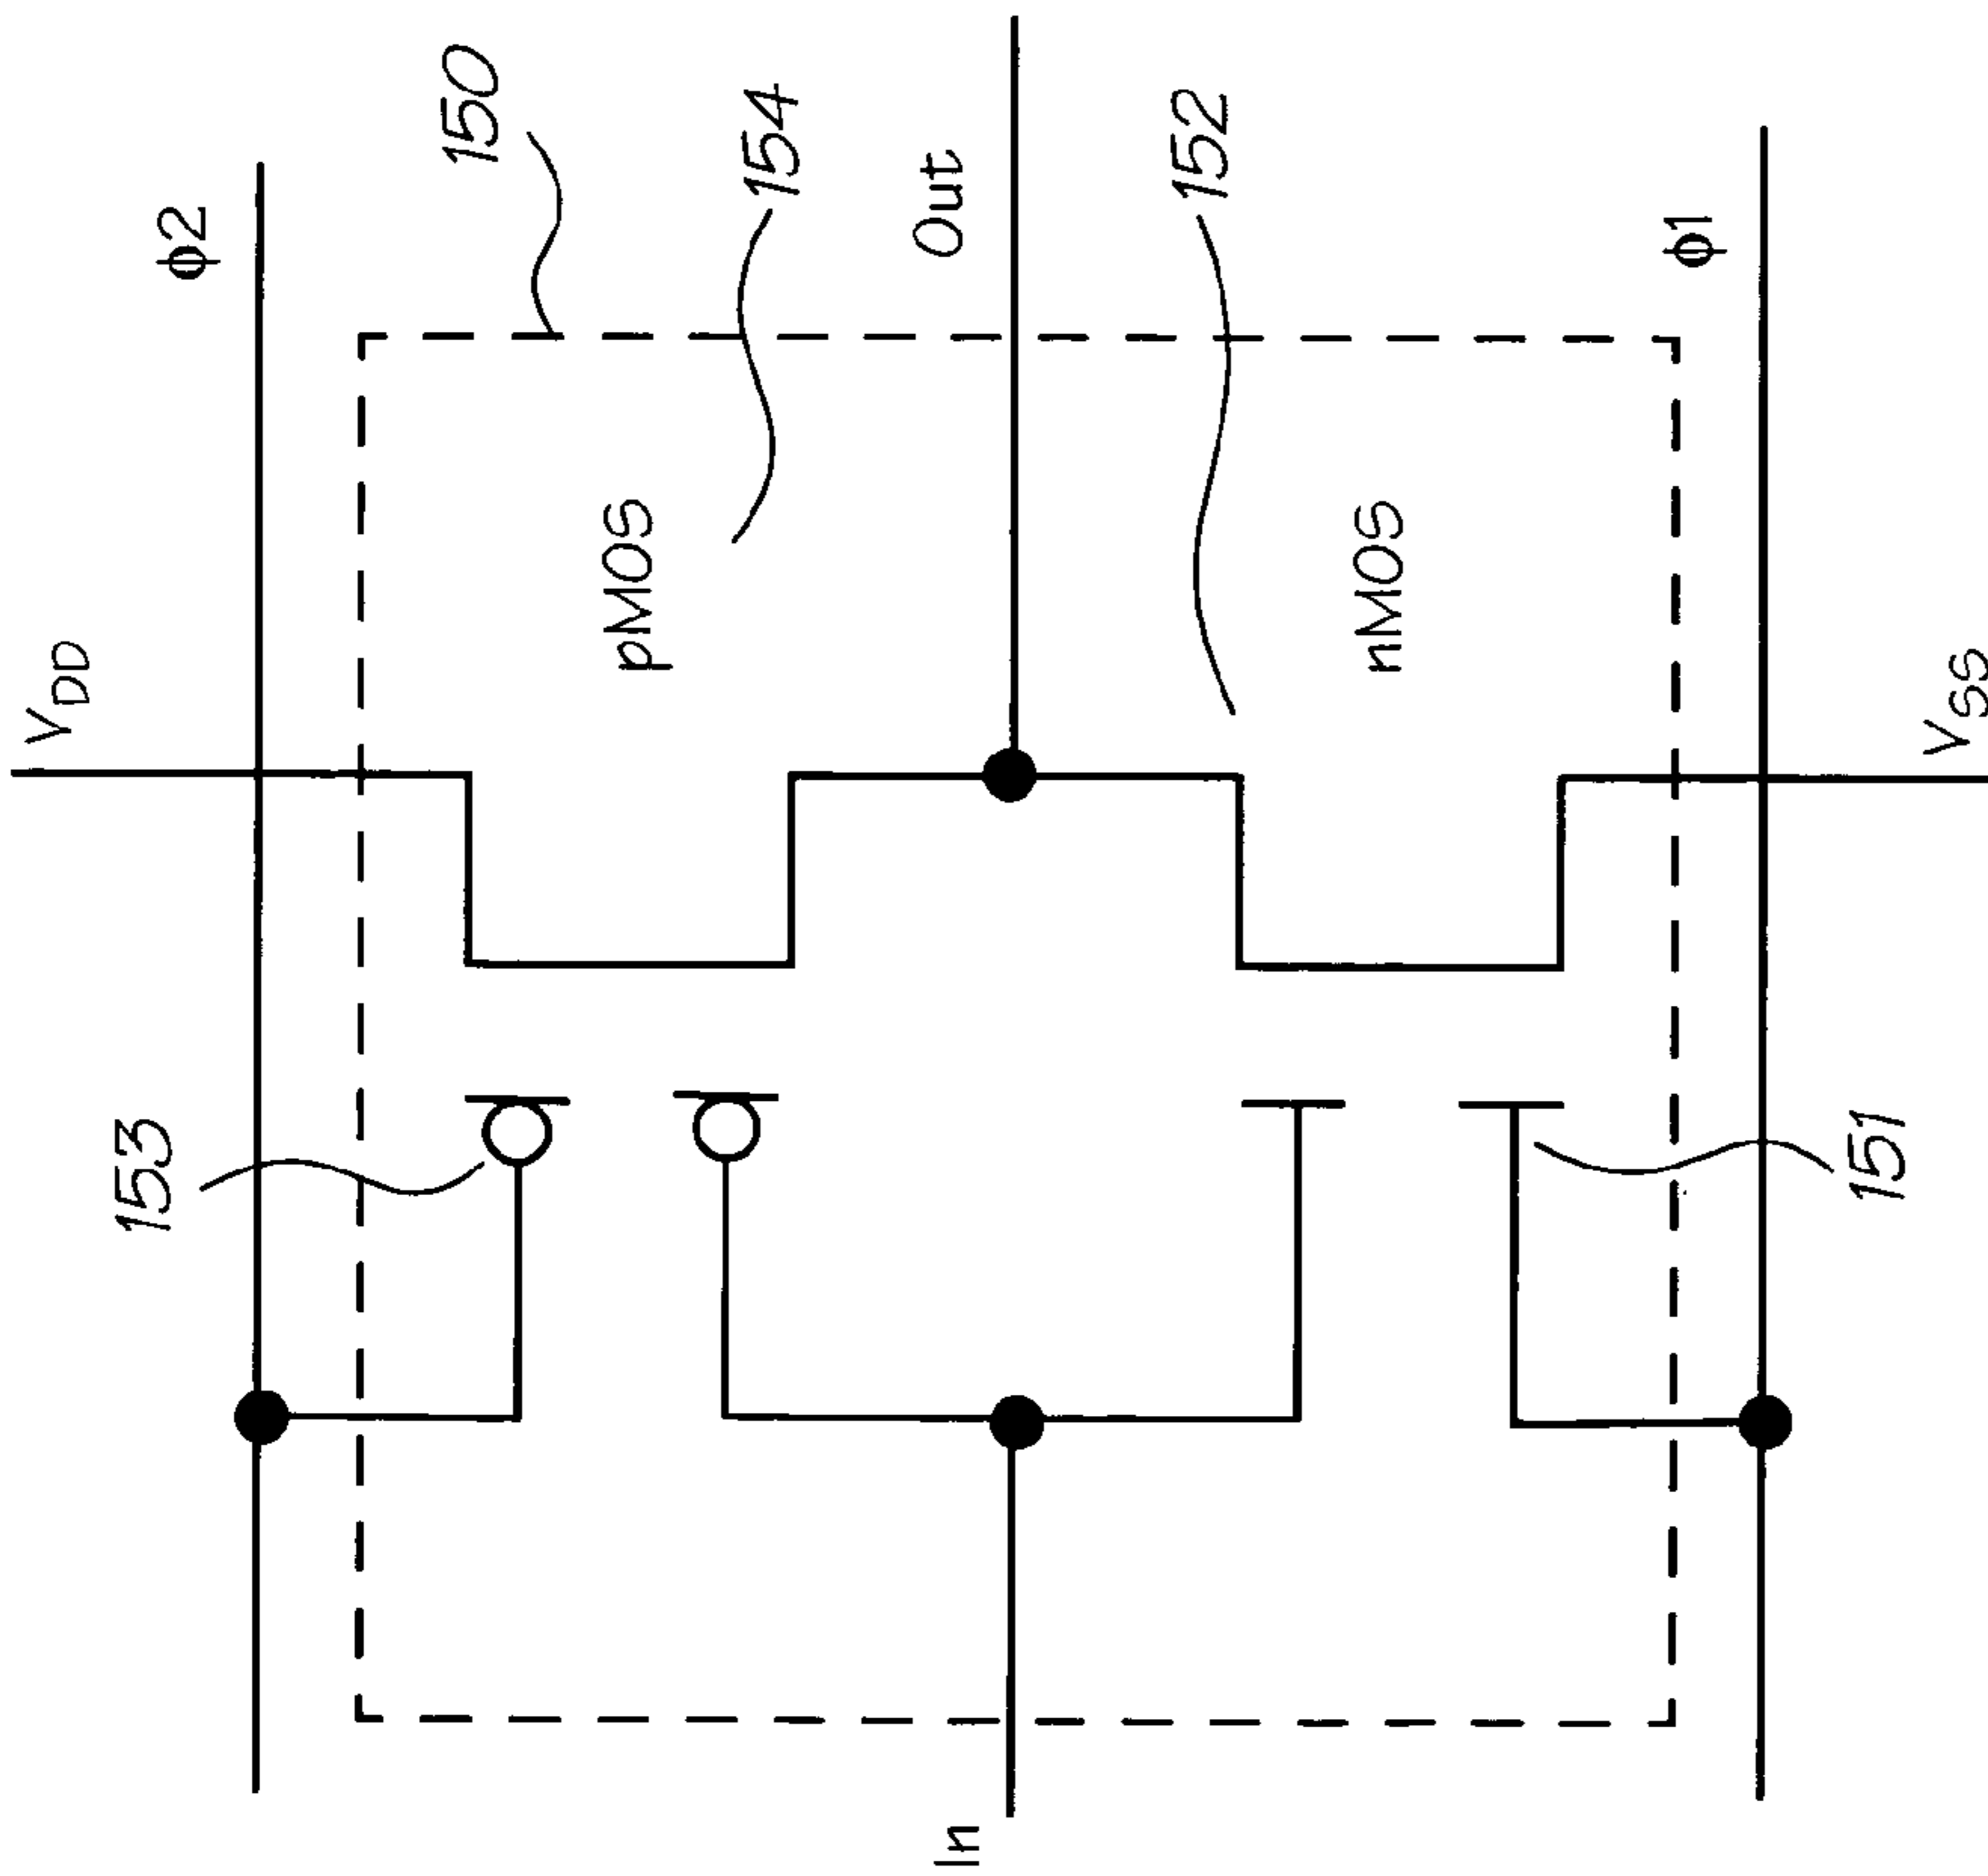 V_DD
ϕ2
150
154
Out
152
ϕ1
V_SS
pMOS
nMOS
153
151
In